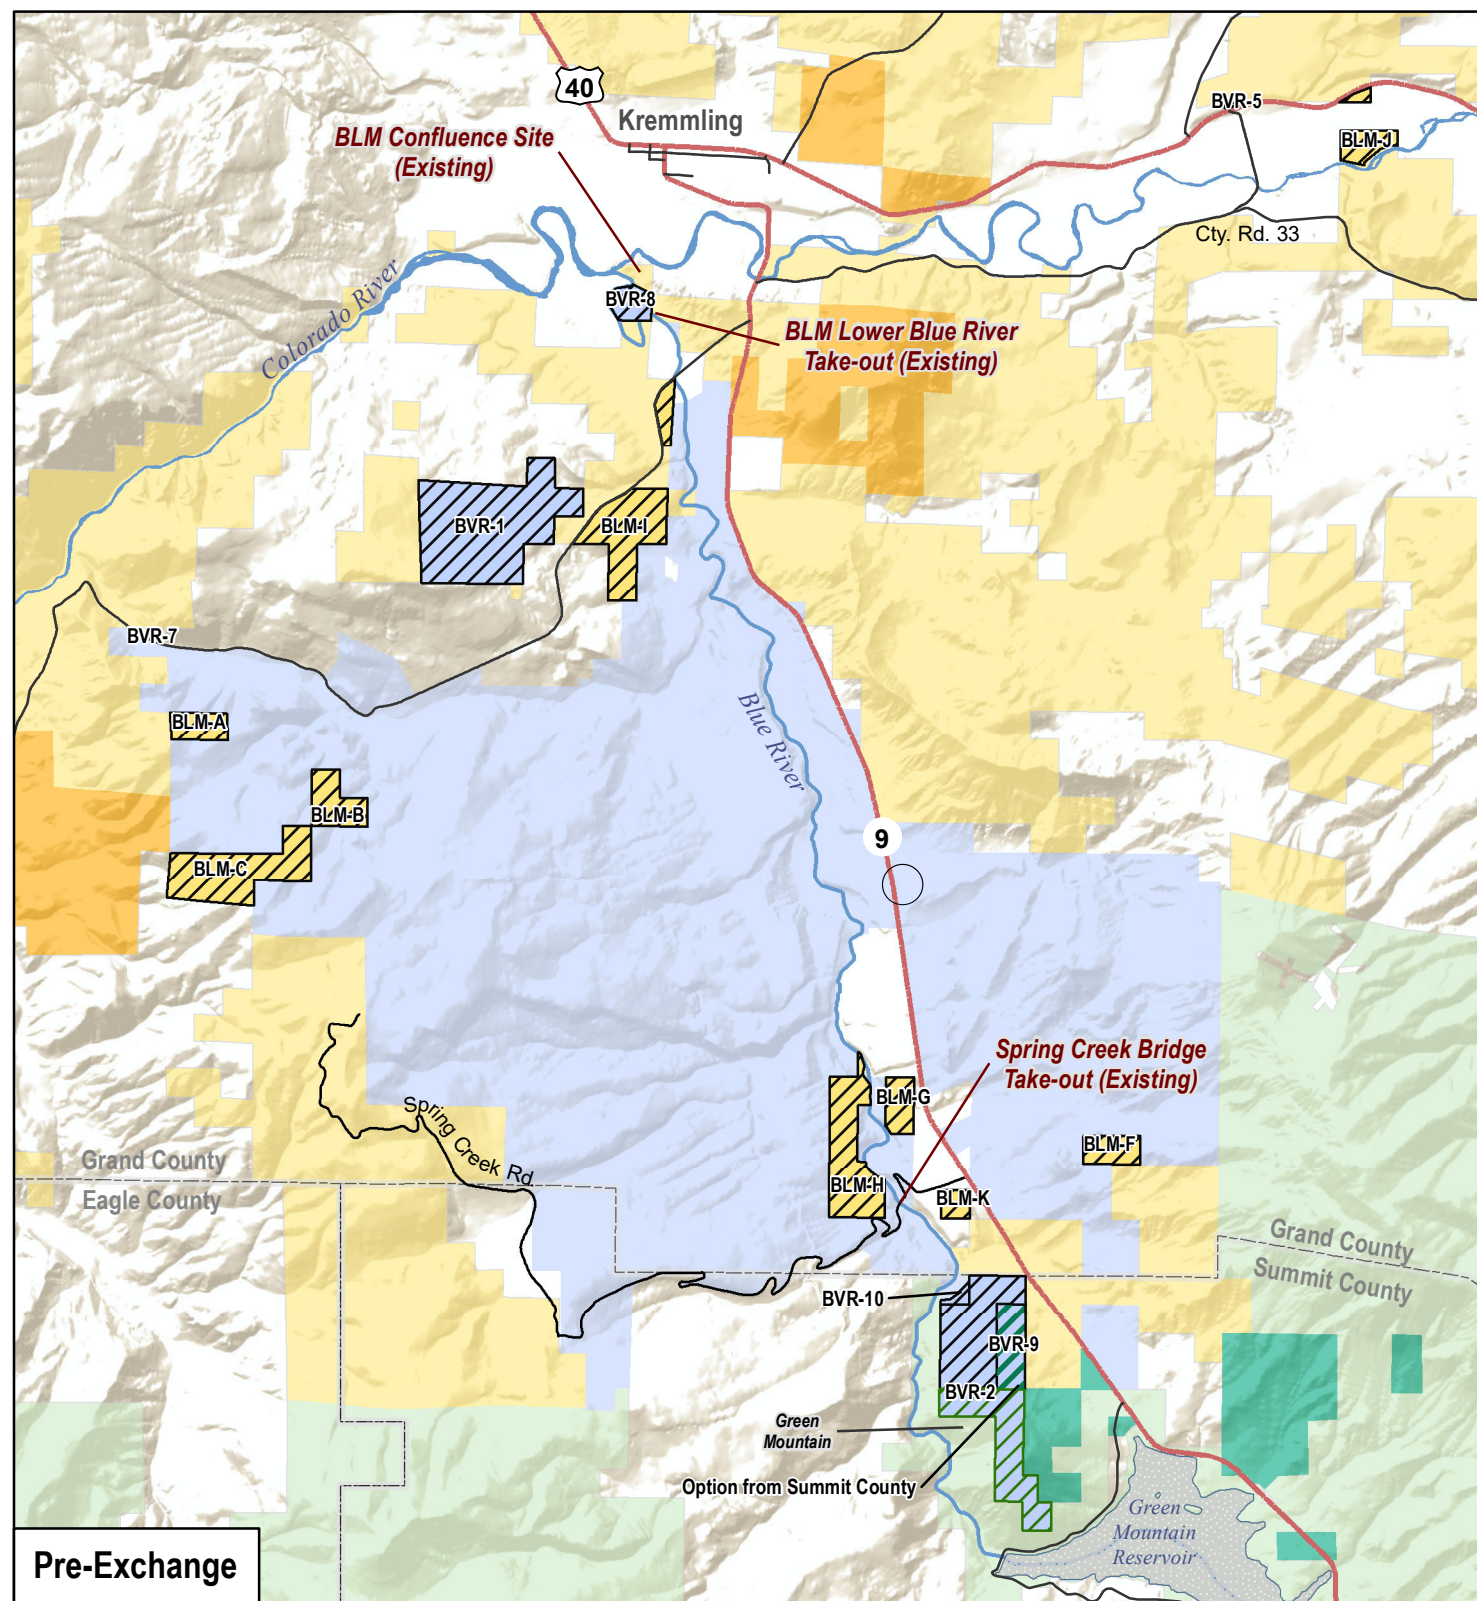 40
Kremmling
BVR-5
BLM-J
BLM Confluence Site
(Existing)
Cty. Rd. 33
Colorado River
BVR-8
BLM Lower Blue River
Take-out (Existing)
BVR-1
BLM-I
BVR-7
BLM-A
Blue River
BLM-B
9
BLM-C
Spring Creek Bridge
Take-out (Existing)
BLM-G
Spring Creek Rd
BLM-F
Grand County
Eagle County
BLM-H
BLM-K
Grand County
Summit County
BVR-10
BVR-9
BVR-2
Green
Mountain
Option from Summit County
Green
Mountain
Reservoir
Pre-Exchange